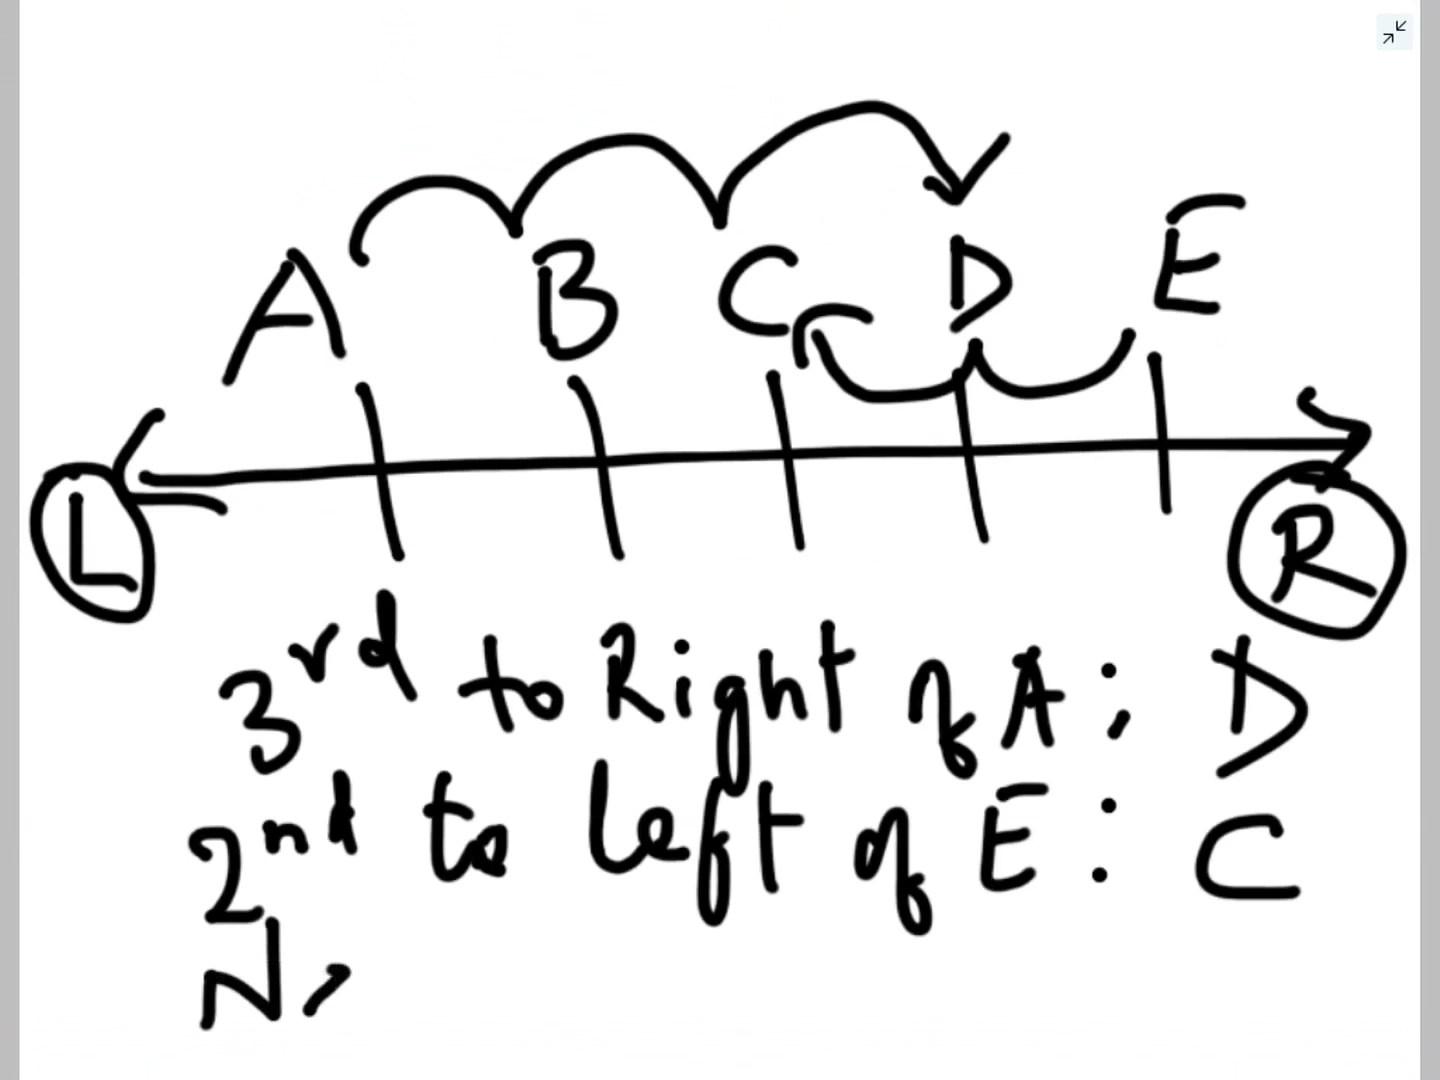 A B C D E
L R
3rd to Right of A : D
2nd to left of E : C
N